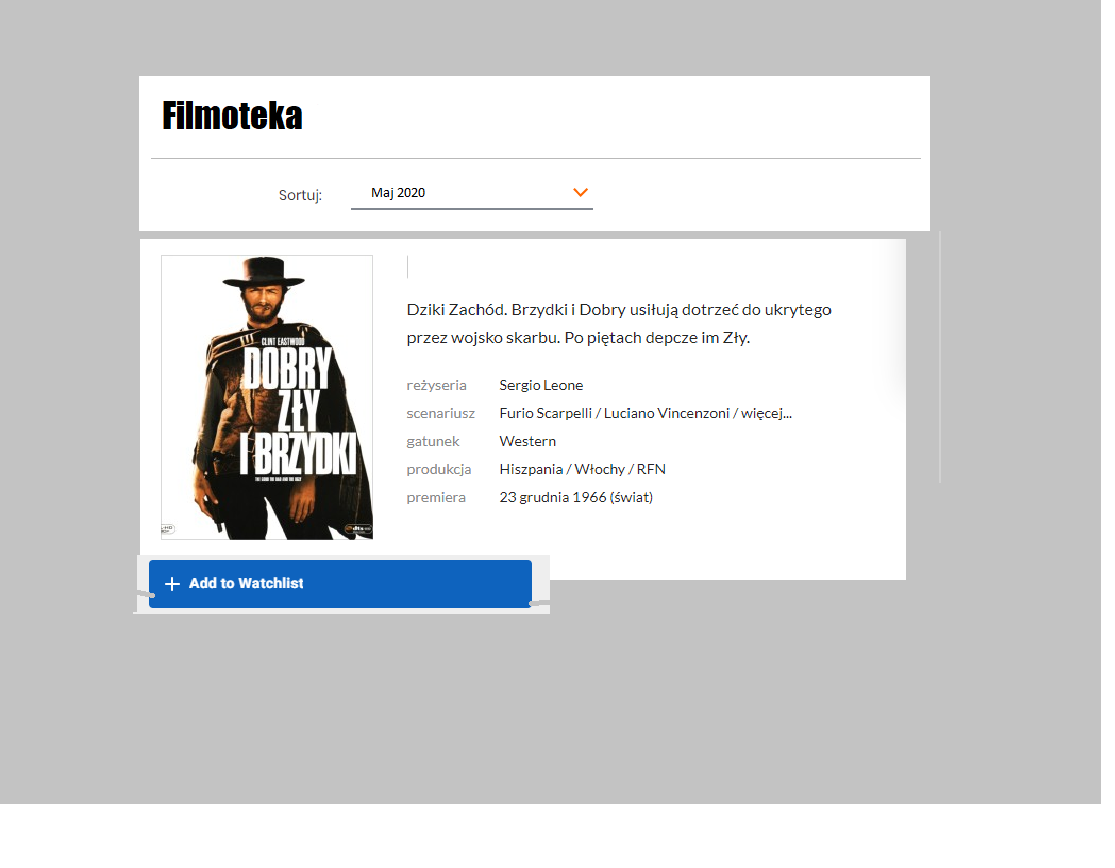 Filmoteka
Sortuj: Maj 2020
Dziki Zachód. Brzydki i Dobry usiłują dotrzeć do ukrytego
przez wojsko skarbu. Po piętach depcze im Zły.
reżyseria Sergio Leone
scenariusz Furio Scarpelli / Luciano Vincenzoni / więcej...
gatunek Western
produkcja Hiszpania / Włochy / RFN
premiera 23 grudnia 1966 (świat)
CLINT EASTWOOD
DOBRY
ZŁY
I BRZYDKI
THE GOOD THE BAD AND THE UGLY
dts-HD
+ Add to Watchlist